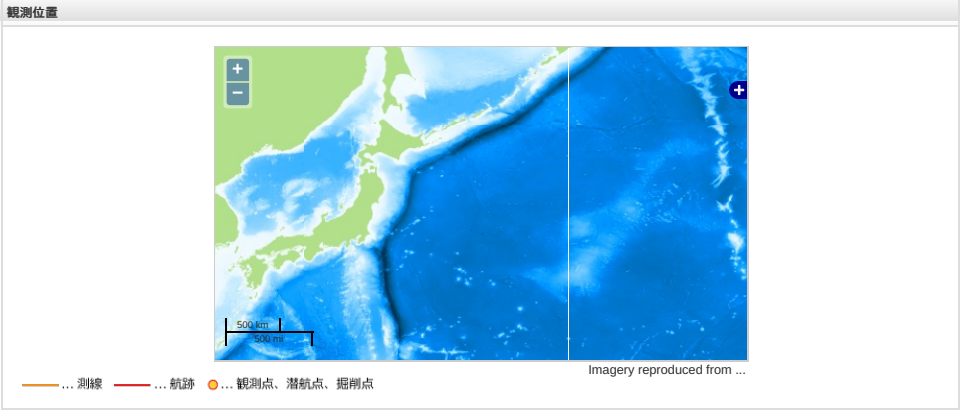 観測位置
+
−
+
500 km
500 mi
Imagery reproduced from ...
... 測線 ... 航跡 ... 観測点、潜航点、掘削点